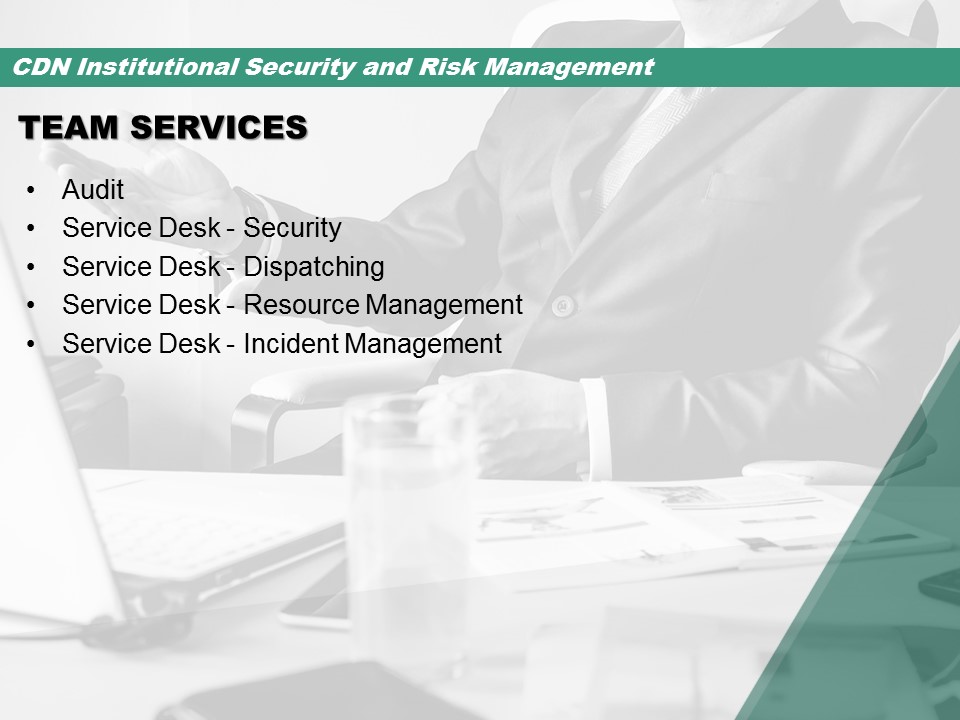 CDN Institutional Security and Risk Management
TEAM SERVICES
• Audit
• Service Desk - Security
• Service Desk - Dispatching
• Service Desk - Resource Management
• Service Desk - Incident Management